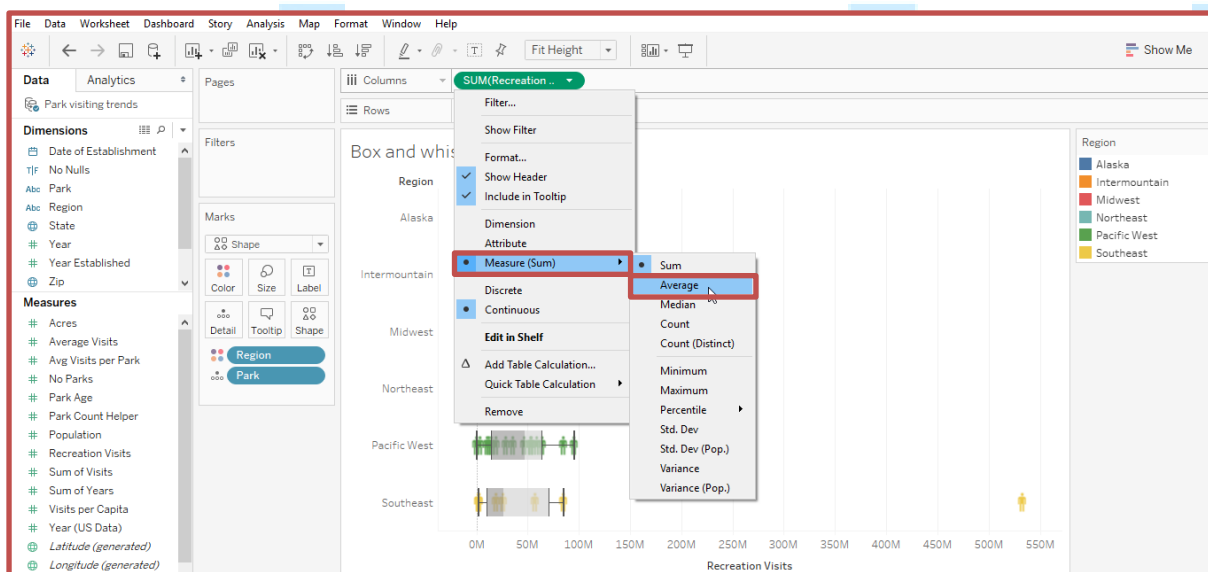 File Data Worksheet Dashboard Story Analysis Map Format Window Help
Fit Height
Show Me
Data Analytics
Park visiting trends
Dimensions
Date of Establishment
T|F No Nulls
Abc Park
Abc Region
State
# Year
# Year Established
Zip
Measures
# Acres
# Average Visits
# Avg Visits per Park
# No Parks
# Park Age
# Park Count Helper
# Population
# Recreation Visits
# Sum of Visits
# Sum of Years
# Visits per Capita
# Year (US Data)
Latitude (generated)
Longitude (generated)
Pages
Filters
Marks
Shape
Color Size Label
Detail Tooltip Shape
Region
Park
Columns SUM(Recreation ..
Rows
Filter...
Show Filter
Format...
Show Header
Include in Tooltip
Dimension
Attribute
Measure (Sum)
Discrete
Continuous
Edit in Shelf
Add Table Calculation...
Quick Table Calculation
Remove
Sum
Average
Median
Count
Count (Distinct)
Minimum
Maximum
Percentile
Std. Dev
Std. Dev (Pop.)
Variance
Variance (Pop.)
Box and whis
Region
Alaska
Intermountain
Midwest
Northeast
Pacific West
Southeast
0M 50M 100M 150M 200M 250M 300M 350M 400M 450M 500M 550M
Recreation Visits
Region
Alaska
Intermountain
Midwest
Northeast
Pacific West
Southeast